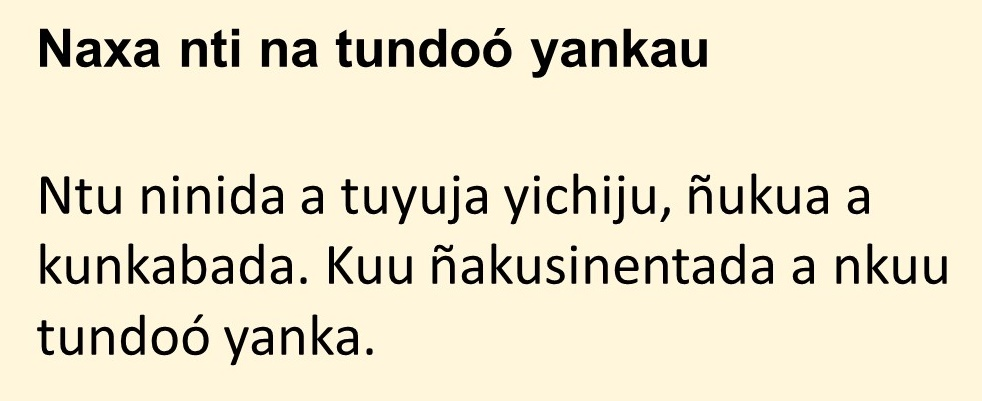 Naxa nti na tundoó yankau
Ntu ninida a tuyuja yichiju, ñukua a
kunkabada. Kuu ñakusinentada a nkuu
tundoó yanka.